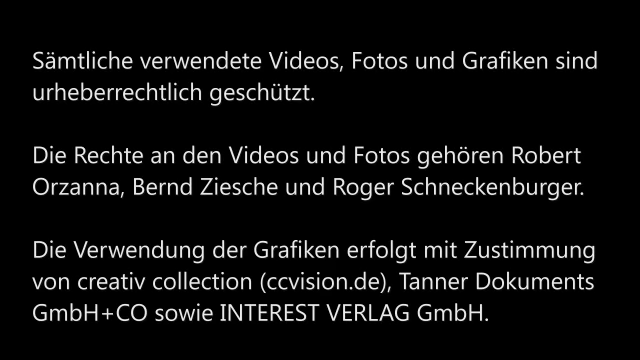 Sämtliche verwendete Videos, Fotos und Grafiken sind
urheberrechtlich geschützt.
Die Rechte an den Videos und Fotos gehören Robert
Orzanna, Bernd Ziesche und Roger Schneckenburger.
Die Verwendung der Grafiken erfolgt mit Zustimmung
von creativ collection (ccvision.de), Tanner Dokuments
GmbH+CO sowie INTEREST VERLAG GmbH.